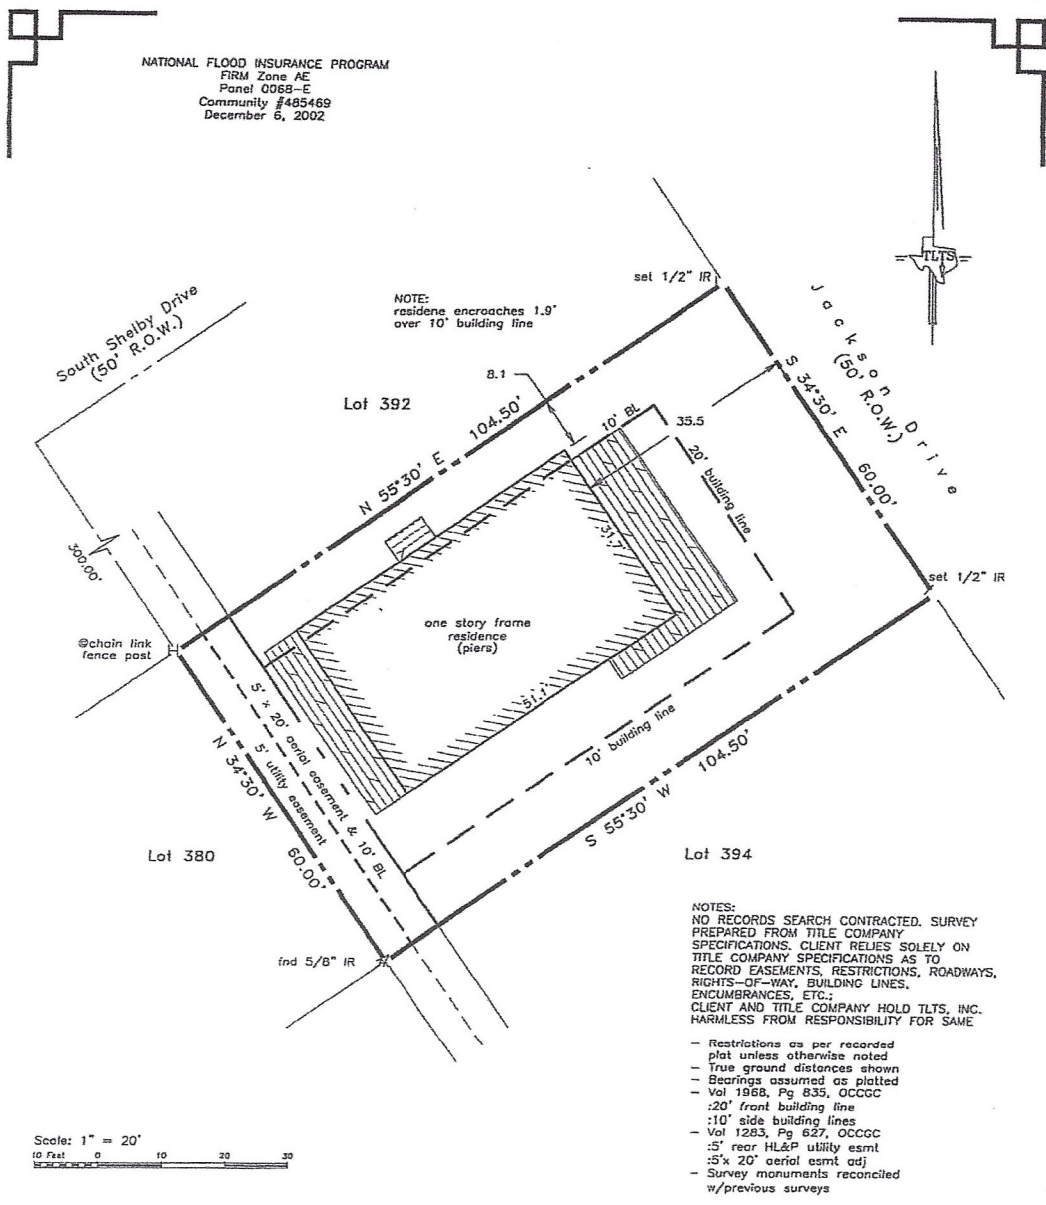 NATIONAL FLOOD INSURANCE PROGRAM
FIRM Zone AE
Panel 0068-E
Community #485469
December 6, 2002
TLTS
set 1/2" IR
Jackson Drive
(50' R.O.W.)
South Shelby Drive
(50' R.O.W.)
NOTE:
residene encroaches 1.9'
over 10' building line
8.1
Lot 392
N 55°30' E 104.50'
10' BL
35.5
S 34°30' E 60.00'
20' building line
31.7
300.00'
set 1/2" IR
@chain link
fence post
one story frame
residence
(piers)
51.1'
5' x 20' aerial easement & 10' BL
5' utility easement
N 34°30' W 60.00'
10' building line
S 55°30' W 104.50'
Lot 380
Lot 394
fnd 5/8" IR
NOTES:
NO RECORDS SEARCH CONTRACTED. SURVEY
PREPARED FROM TITLE COMPANY
SPECIFICATIONS. CLIENT RELIES SOLELY ON
TITLE COMPANY SPECIFICATIONS AS TO
RECORD EASEMENTS, RESTRICTIONS, ROADWAYS,
RIGHTS-OF-WAY, BUILDING LINES,
ENCUMBRANCES, ETC.;
CLIENT AND TITLE COMPANY HOLD TLTS, INC.
HARMLESS FROM RESPONSIBILITY FOR SAME
- Restrictions as per recorded
plat unless otherwise noted
- True ground distances shown
- Bearings assumed as platted
- Vol 1968, Pg 835, OCCGC
:20' front building line
:10' side building lines
- Vol 1283, Pg 627, OCCGC
:5' rear HL&P utility esmt
:5'x 20' aerial esmt adj
- Survey monuments reconciled
w/previous surveys
Scale: 1" = 20'
10 Feet 0 10 20 30